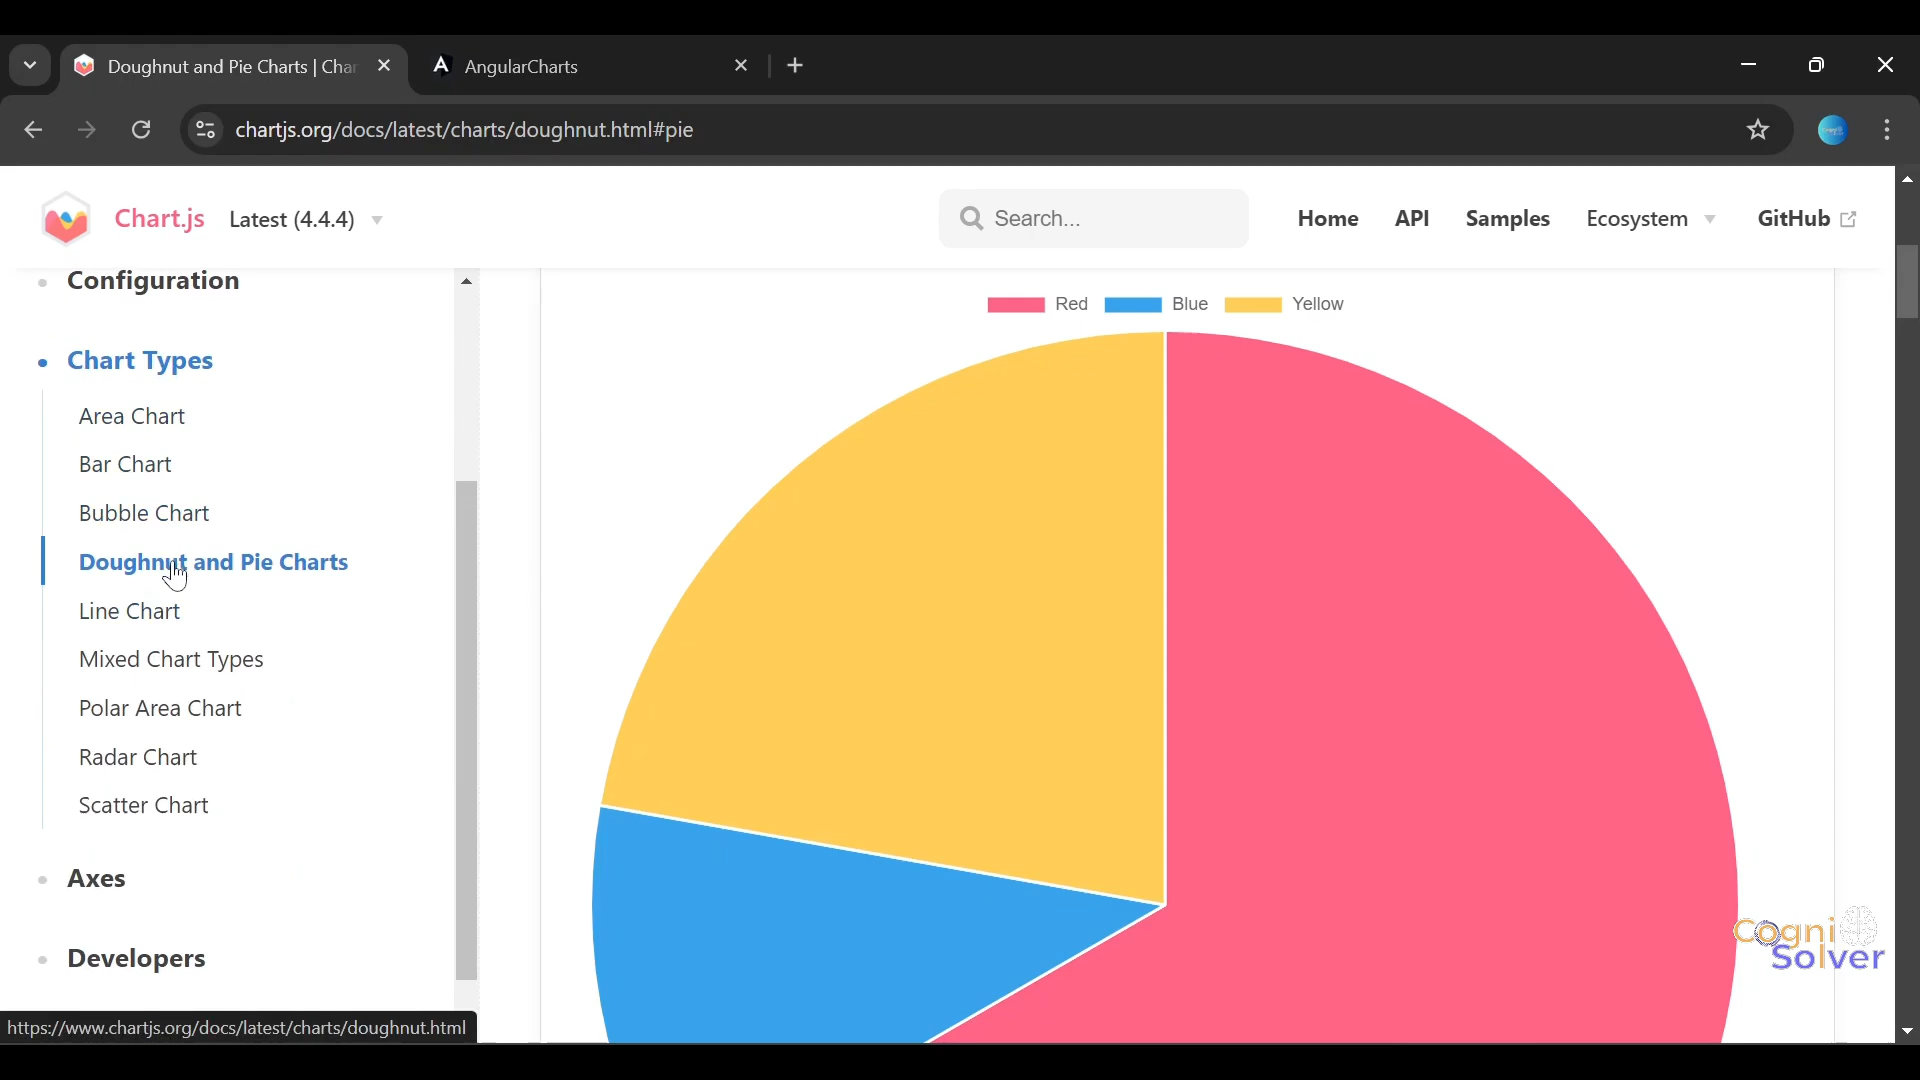 Doughnut and Pie Charts | Char
AngularCharts
chartjs.org/docs/latest/charts/doughnut.html#pie
Chart.js
Latest (4.4.4)
Search...
Home
API
Samples
Ecosystem
GitHub
Configuration
Chart Types
Area Chart
Bar Chart
Bubble Chart
Doughnut and Pie Charts
Line Chart
Mixed Chart Types
Polar Area Chart
Radar Chart
Scatter Chart
Axes
Developers
https://www.chartjs.org/docs/latest/charts/doughnut.html
Red
Blue
Yellow
Cogni
Solver